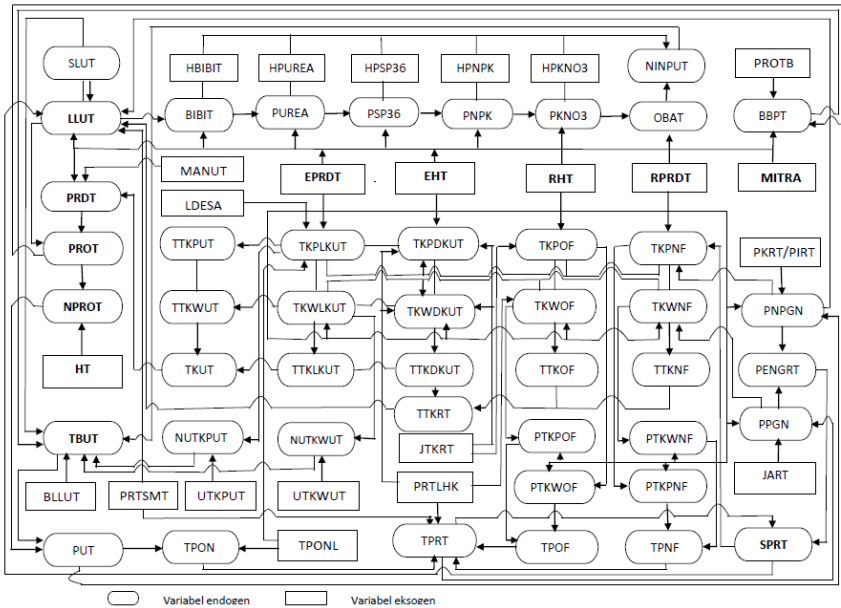 SLUT
HBIBIT
HPUREA
HPSP36
HPNPK
HPKNO3
NINPUT
PROTB
LLUT
BIBIT
PUREA
PSP36
PNPK
PKNO3
OBAT
BBPT
MANUT
EPRDT
EHT
RHT
RPRDT
MITRA
PRDT
LDESA
PROT
TTKPUT
TKPLKUT
TKPDKUT
TKPOF
TKPNF
PKRT/PIRT
NPROT
TTKWUT
TKWLKUT
TKWDKUT
TKWOF
TKWNF
PNPGN
HT
TKUT
TTKLKUT
TTKDKUT
TTKOF
TTKNF
PENGRT
TTKRT
TBUT
NUTKPUT
NUTKWUT
JTKRT
PTKPOF
PTKWNF
PPGN
BLLUT
PRTSMT
UTKPUT
UTKWUT
PRTLHK
PTKWOF
PTKPNF
JART
PUT
TPON
TPONL
TPRT
TPOF
TPNF
SPRT
Variabel endogen
Variabel eksogen